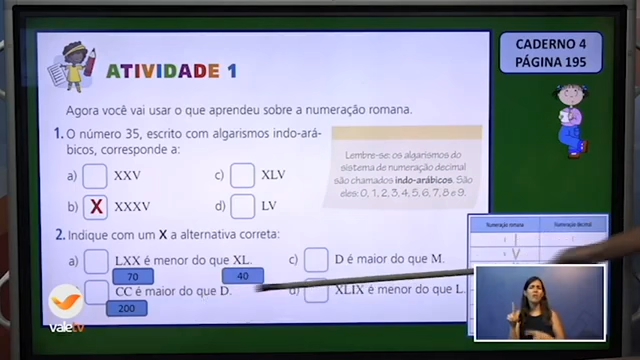 ATIVIDADE 1
CADERNO 4
PÁGINA 195
Agora você vai usar o que aprendeu sobre a numeração romana.
1. O número 35, escrito com algarismos indo-ará-
bicos, corresponde a:
a) XXV
c) XLV
b) X XXXV
d) LV
Lembre-se: os algarismos do
sistema de numeração decimal
são chamados indo-arábicos. São
eles: 0, 1, 2, 3, 4, 5, 6, 7, 8 e 9.
2. Indique com um X a alternativa correta:
a) LXX é menor do que XL.
70
40
c) D é maior do que M.
CC é maior do que D.
200
d) XLIX é menor do que L.
Numeração romana
Numeração decimal
I
V
valetv